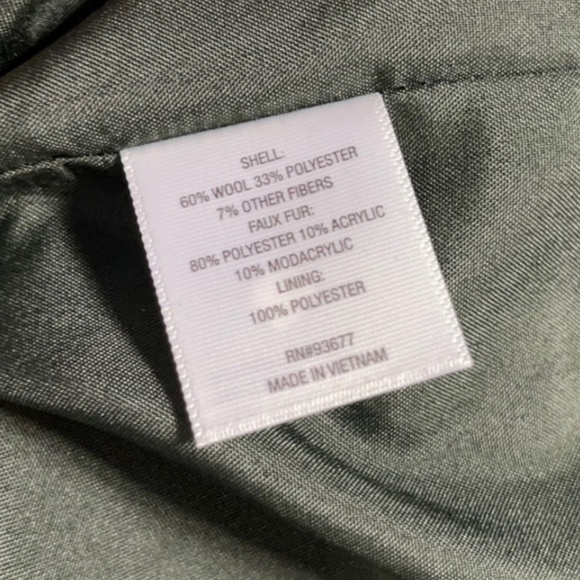 SHELL:
60% WOOL 33% POLYESTER
7% OTHER FIBERS
FAUX FUR:
80% POLYESTER 10% ACRYLIC
10% MODACRYLIC
LINING:
100% POLYESTER
RN#93677
MADE IN VIETNAM